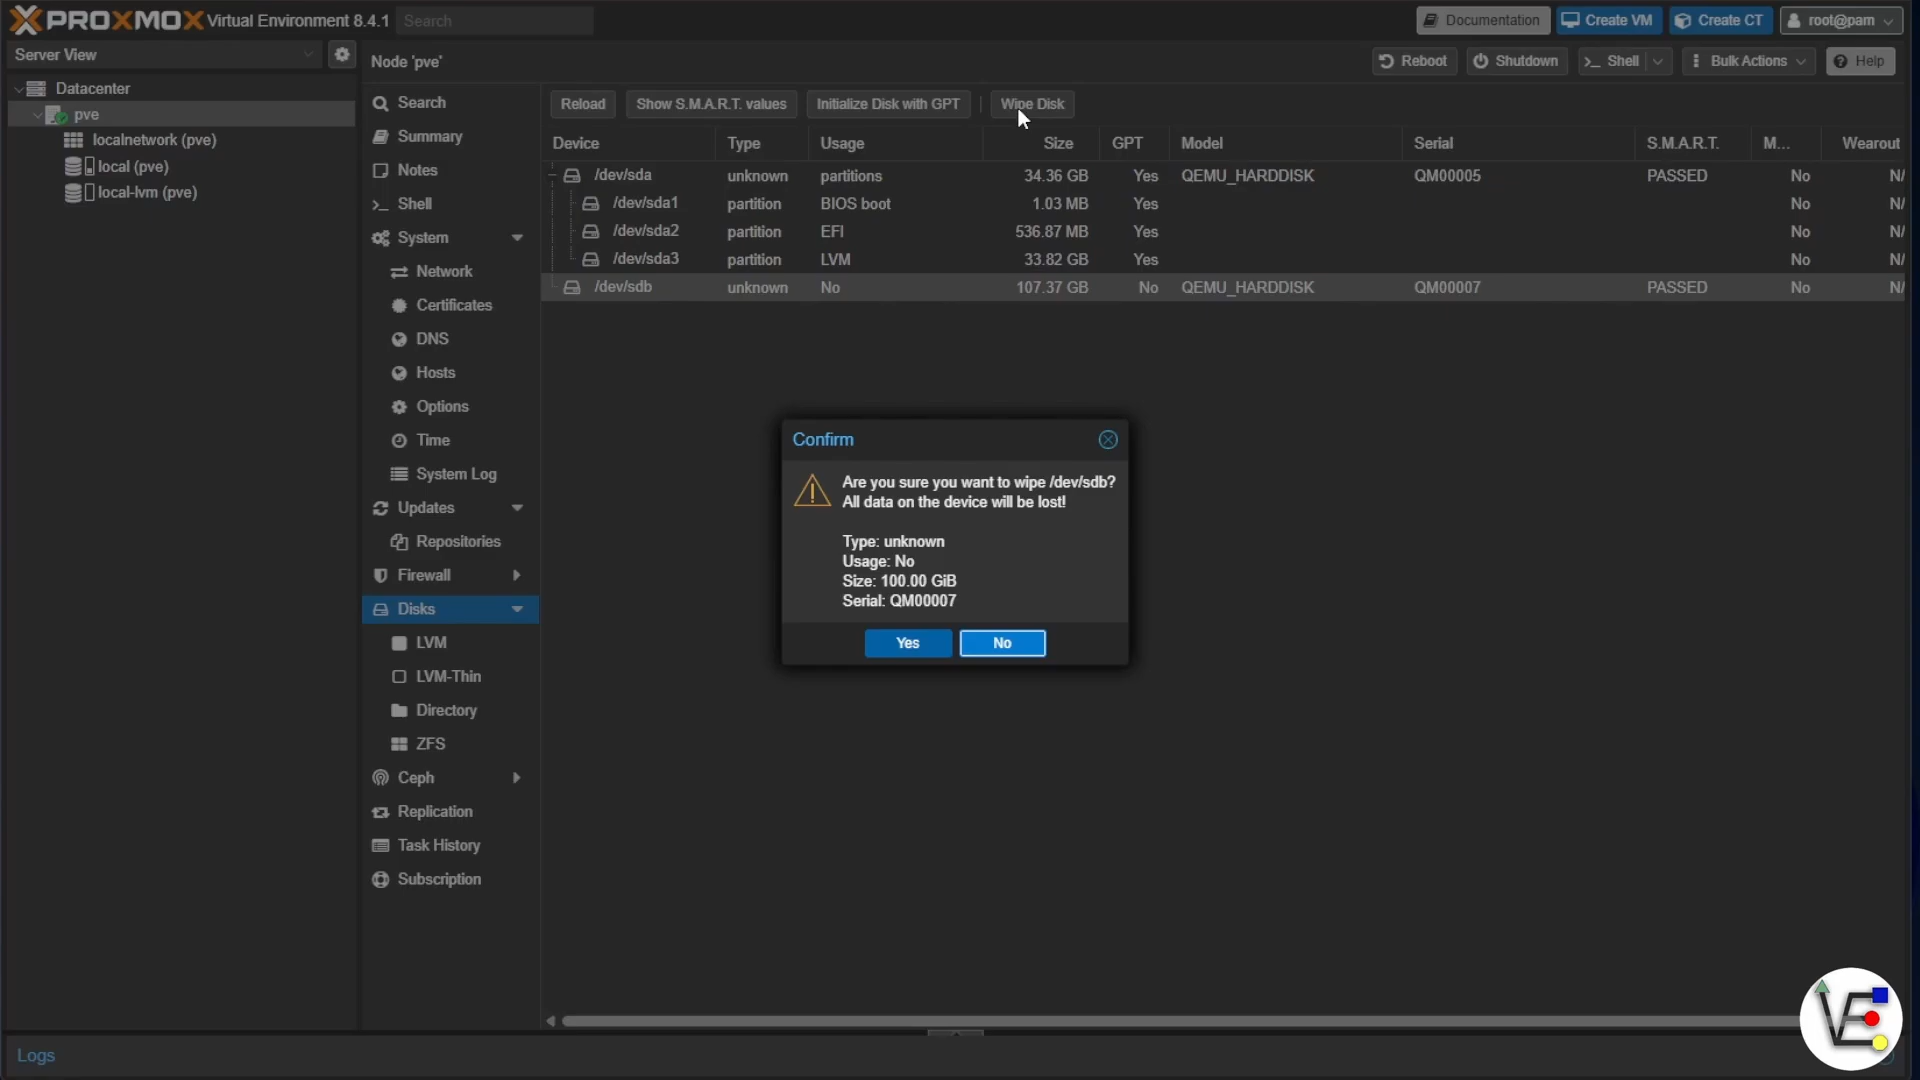 PROXMOX Virtual Environment 8.4.1 Search Documentation Create VM Create CT root@pam
Server View
Node 'pve' Reboot Shutdown Shell Bulk Actions Help
Datacenter
pve
localnetwork (pve)
local (pve)
local-lvm (pve)
Search
Summary
Notes
Shell
System
Network
Certificates
DNS
Hosts
Options
Time
System Log
Updates
Repositories
Firewall
Disks
LVM
LVM-Thin
Directory
ZFS
Ceph
Replication
Task History
Subscription
Reload Show S.M.A.R.T. values Initialize Disk with GPT Wipe Disk
Device Type Usage Size GPT Model Serial S.M.A.R.T. M... Wearout
/dev/sda unknown partitions 34.36 GB Yes QEMU_HARDDISK QM00005 PASSED No N/
/dev/sda1 partition BIOS boot 1.03 MB Yes No N/
/dev/sda2 partition EFI 536.87 MB Yes No N/
/dev/sda3 partition LVM 33.82 GB Yes No N/
/dev/sdb unknown No 107.37 GB No QEMU_HARDDISK QM00007 PASSED No N/
Confirm
Are you sure you want to wipe /dev/sdb?
All data on the device will be lost!
Type: unknown
Usage: No
Size: 100.00 GiB
Serial: QM00007
Yes No
Logs
VE